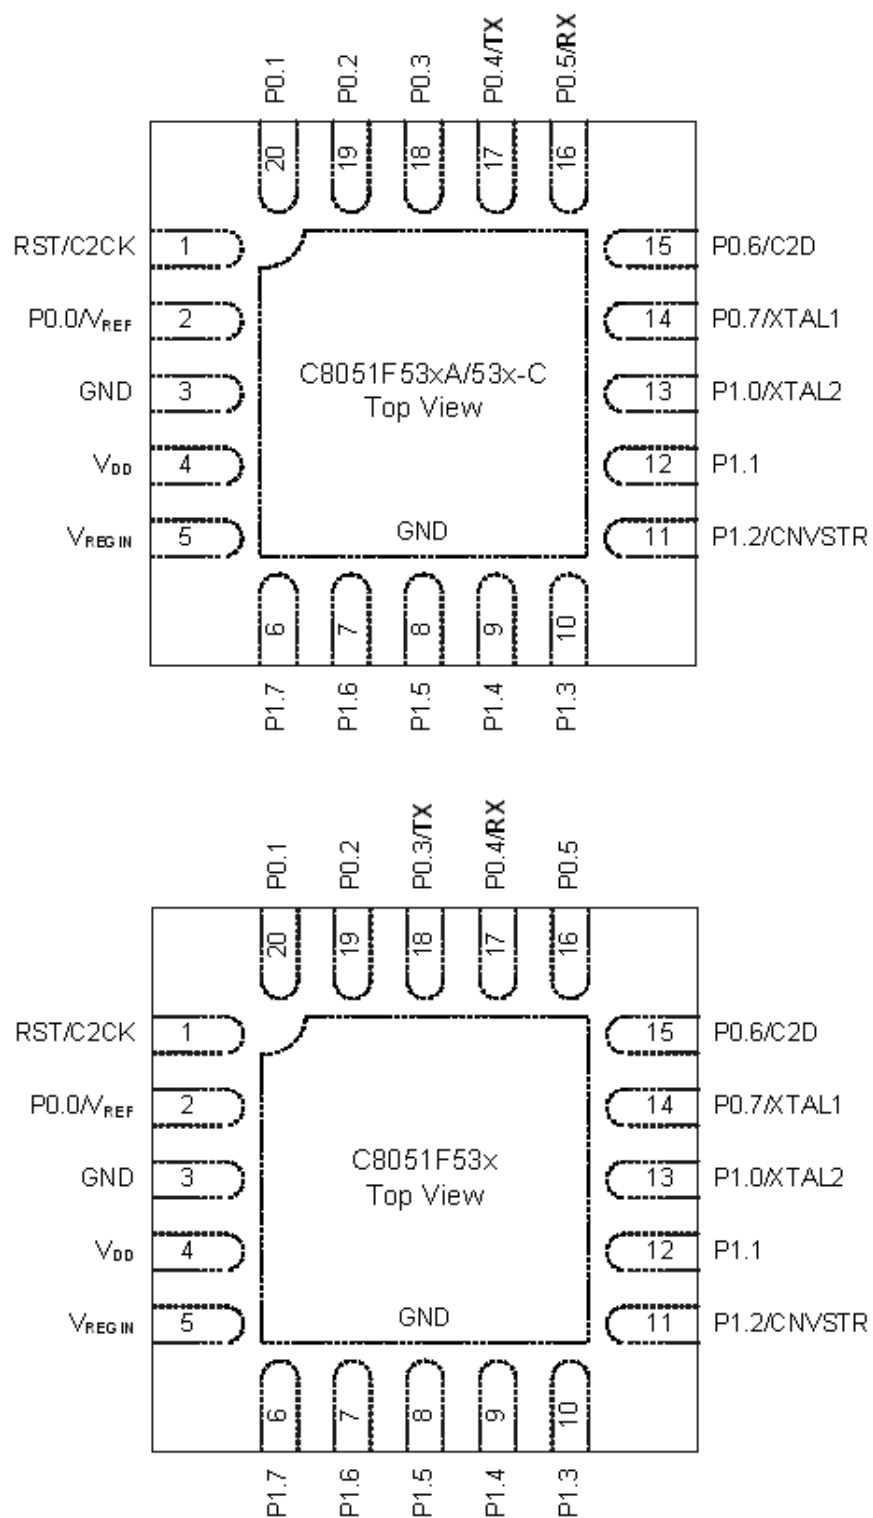 P0.1
P0.2
P0.3
P0.4/TX
P0.5/RX
20
19
18
17
16
RST/C2CK 1
15 P0.6/C2D
P0.0/VREF 2
14 P0.7/XTAL1
GND 3
13 P1.0/XTAL2
VDD 4
12 P1.1
VREGIN 5
11 P1.2/CNVSTR
C8051F53xA/53x-C
Top View
GND
6
7
8
9
10
P1.7
P1.6
P1.5
P1.4
P1.3
P0.1
P0.2
P0.3/TX
P0.4/RX
P0.5
20
19
18
17
16
RST/C2CK 1
15 P0.6/C2D
P0.0/VREF 2
14 P0.7/XTAL1
GND 3
13 P1.0/XTAL2
VDD 4
12 P1.1
VREGIN 5
11 P1.2/CNVSTR
C8051F53x
Top View
GND
6
7
8
9
10
P1.7
P1.6
P1.5
P1.4
P1.3